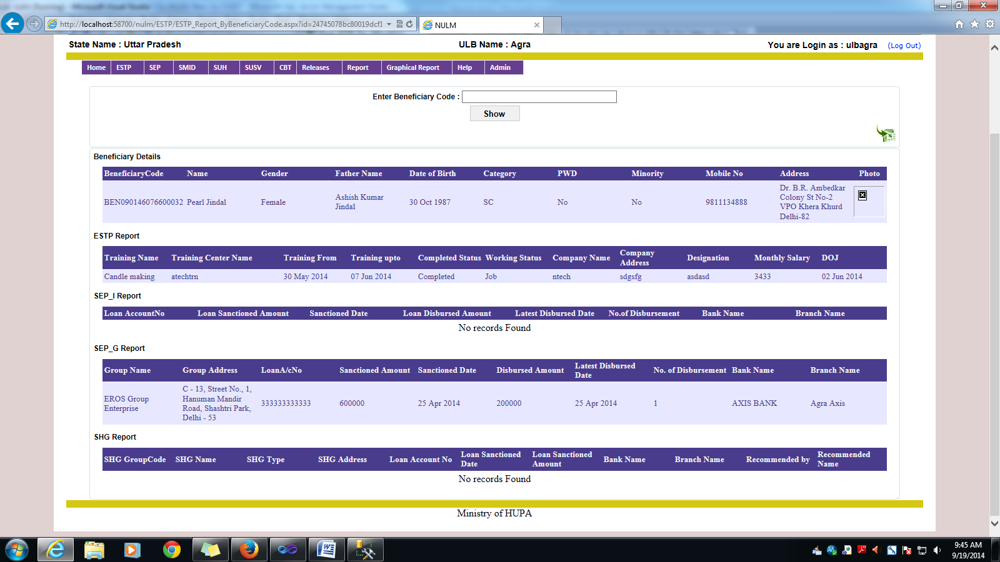 http://localhost:58700/nulm/ESTP/ESTP_Report_ByBeneficiaryCode.aspx?id=24745078bc80019dcf1
NULM
State Name : Uttar Pradesh ULB Name : Agra You are Login as : ulbagra (Log Out)
Home ESTP SEP SMID SUH SUSV CBT Releases Report Graphical Report Help Admin
Enter Beneficiary Code :
Show
Beneficiary Details
BeneficiaryCode Name Gender Father Name Date of Birth Category PWD Minority Mobile No Address Photo
BEN090146076600032 Pearl Jindal Female Ashish Kumar Jindal 30 Oct 1987 SC No No 9811134888 Dr. B.R. Ambedkar Colony St No-2 VPO Khera Khurd Delhi-82
ESTP Report
Training Name Training Center Name Training From Training upto Completed Status Working Status Company Name Company Address Designation Monthly Salary DOJ
Candle making atechtrn 30 May 2014 07 Jun 2014 Completed Job ntech sdgsfg asdasd 3433 02 Jun 2014
SEP_I Report
Loan AccountNo Loan Sanctioned Amount Sanctioned Date Loan Disbursed Amount Latest Disbursed Date No.of Disbursement Bank Name Branch Name
No records Found
SEP_G Report
Group Name Group Address LoanA/cNo Sanctioned Amount Sanctioned Date Disbursed Amount Latest Disbursed Date No. of Disbursement Bank Name Branch Name
EROS Group Enterprise C - 13, Street No., 1, Hanuman Mandir Road, Shashtri Park, Delhi - 53 333333333333 600000 25 Apr 2014 200000 25 Apr 2014 1 AXIS BANK Agra Axis
SHG Report
SHG GroupCode SHG Name SHG Type SHG Address Loan Account No Loan Sanctioned Date Loan Sanctioned Amount Bank Name Branch Name Recommended by Recommended Name
No records Found
Ministry of HUPA
9:45 AM
9/19/2014